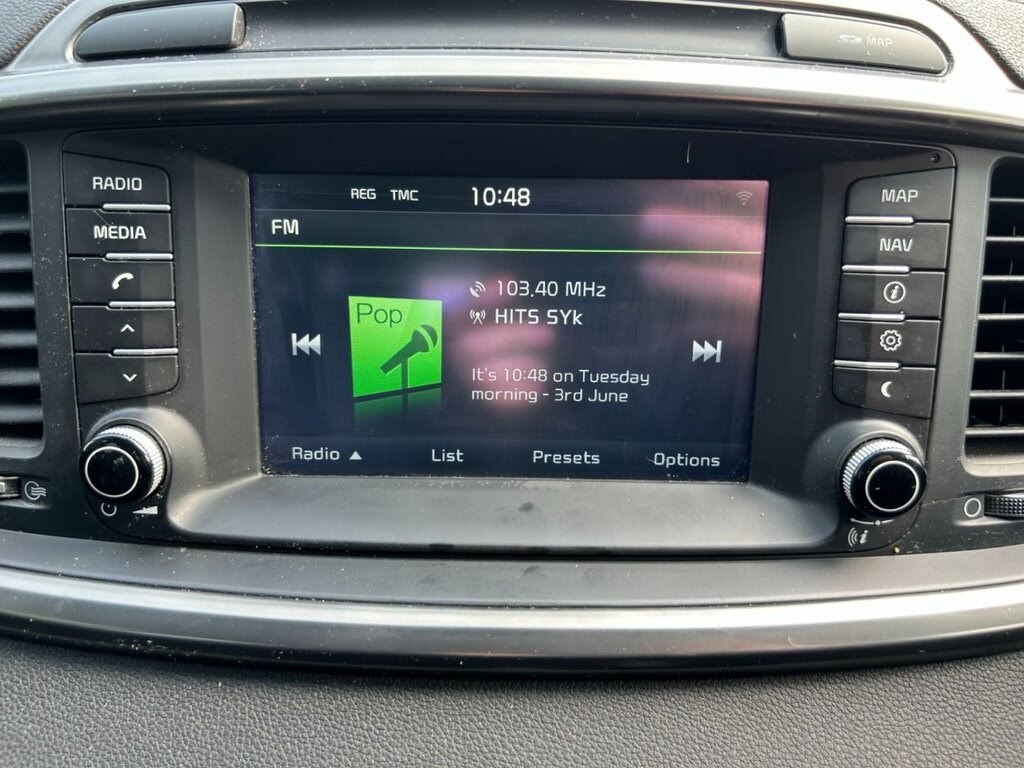 MAP
RADIO
MEDIA
MAP
NAV
REG TMC 10:48
FM
Pop
103.40 MHz
HITS SYk
It's 10:48 on Tuesday
morning - 3rd June
Radio ▲ List Presets Options